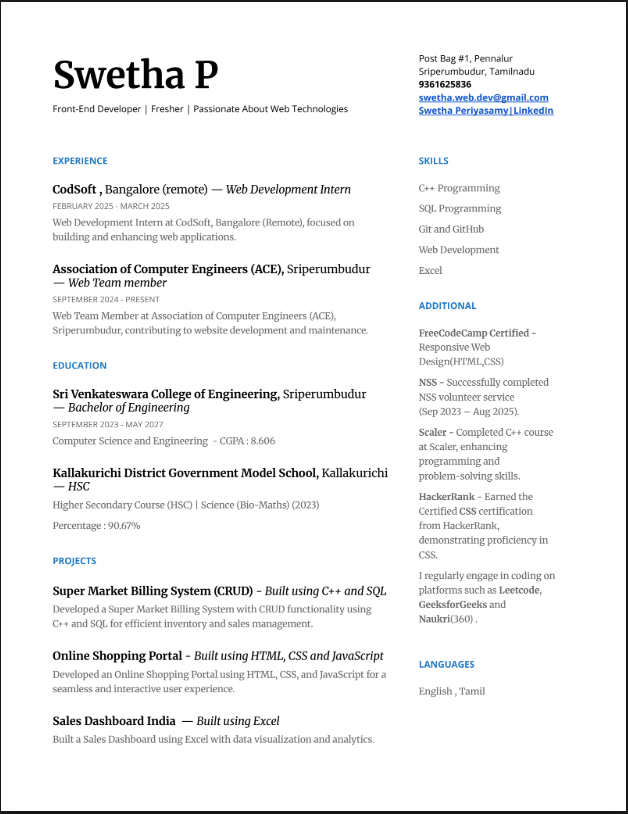 Swetha P
Front-End Developer | Fresher | Passionate About Web Technologies
Post Bag #1, Pennalur
Sriperumbudur, Tamilnadu
9361625836
swetha.web.dev@gmail.com
Swetha Periyasamy|LinkedIn
EXPERIENCE
CodSoft , Bangalore (remote) — Web Development Intern
FEBRUARY 2025 - MARCH 2025
Web Development Intern at CodSoft, Bangalore (Remote), focused on
building and enhancing web applications.
Association of Computer Engineers (ACE), Sriperumbudur
— Web Team member
SEPTEMBER 2024 - PRESENT
Web Team Member at Association of Computer Engineers (ACE),
Sriperumbudur, contributing to website development and maintenance.
EDUCATION
Sri Venkateswara College of Engineering, Sriperumbudur
— Bachelor of Engineering
SEPTEMBER 2023 - MAY 2027
Computer Science and Engineering - CGPA : 8.606
Kallakurichi District Government Model School, Kallakurichi
— HSC
Higher Secondary Course (HSC) | Science (Bio-Maths) (2023)
Percentage : 90.67%
PROJECTS
Super Market Billing System (CRUD) - Built using C++ and SQL
Developed a Super Market Billing System with CRUD functionality using
C++ and SQL for efficient inventory and sales management.
Online Shopping Portal - Built using HTML, CSS and JavaScript
Developed an Online Shopping Portal using HTML, CSS, and JavaScript for a
seamless and interactive user experience.
Sales Dashboard India — Built using Excel
Built a Sales Dashboard using Excel with data visualization and analytics.
SKILLS
C++ Programming
SQL Programming
Git and GitHub
Web Development
Excel
ADDITIONAL
FreeCodeCamp Certified -
Responsive Web
Design(HTML,CSS)
NSS - Successfully completed
NSS volunteer service
(Sep 2023 – Aug 2025).
Scaler - Completed C++ course
at Scaler, enhancing
programming and
problem-solving skills.
HackerRank - Earned the
Certified CSS certification
from HackerRank,
demonstrating proficiency in
CSS.
I regularly engage in coding on
platforms such as Leetcode,
GeeksforGeeks and
Naukri(360) .
LANGUAGES
English , Tamil